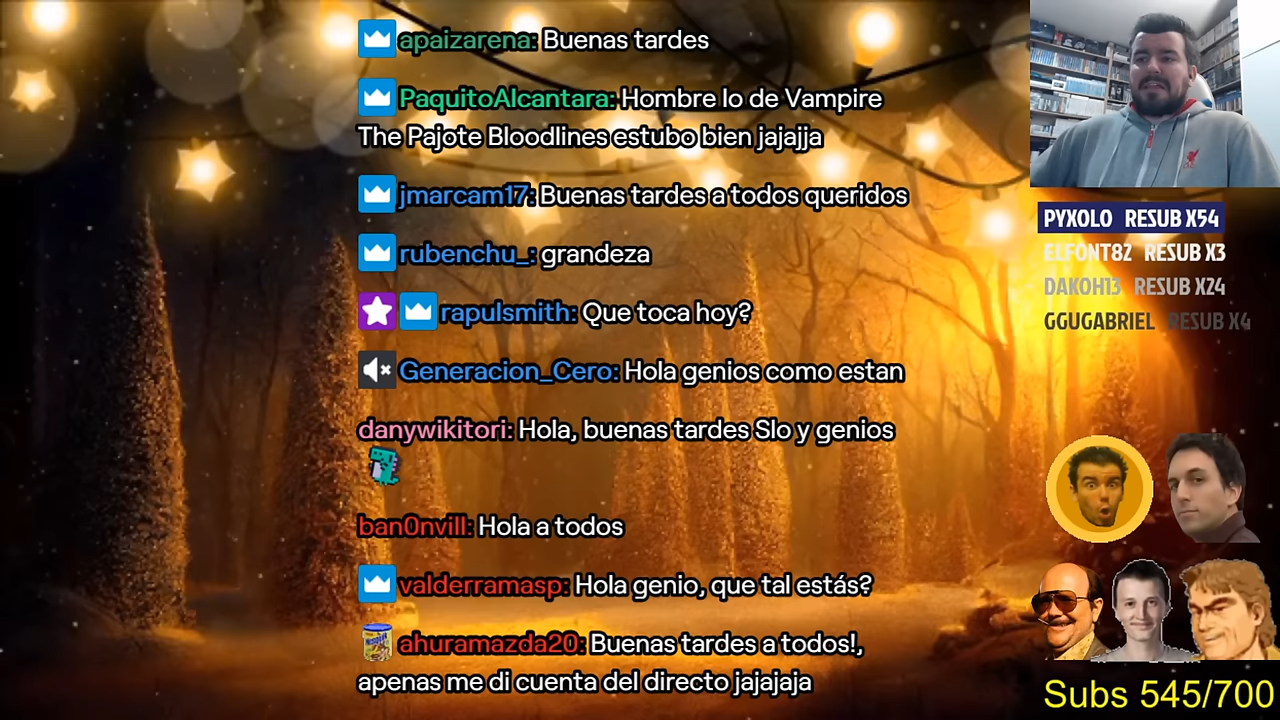 apaizarena: Buenas tardes
PaquitoAlcantara: Hombre lo de Vampire
The Pajote Bloodlines estubo bien jajajja
jmarcam17: Buenas tardes a todos queridos
rubenchu_: grandeza
rapulsmith: Que toca hoy?
Generacion_Cero: Hola genios como estan
danywikitori: Hola, buenas tardes Slo y genios
ban0nvill: Hola a todos
valderramasp: Hola genio, que tal estás?
ahuramazda20: Buenas tardes a todos!,
apenas me di cuenta del directo jajajaja
PYXOLO RESUB X54
ELFONT82 RESUB X3
DAKOH13 RESUB X24
GGUGABRIEL RESUB X4
Subs 545/700